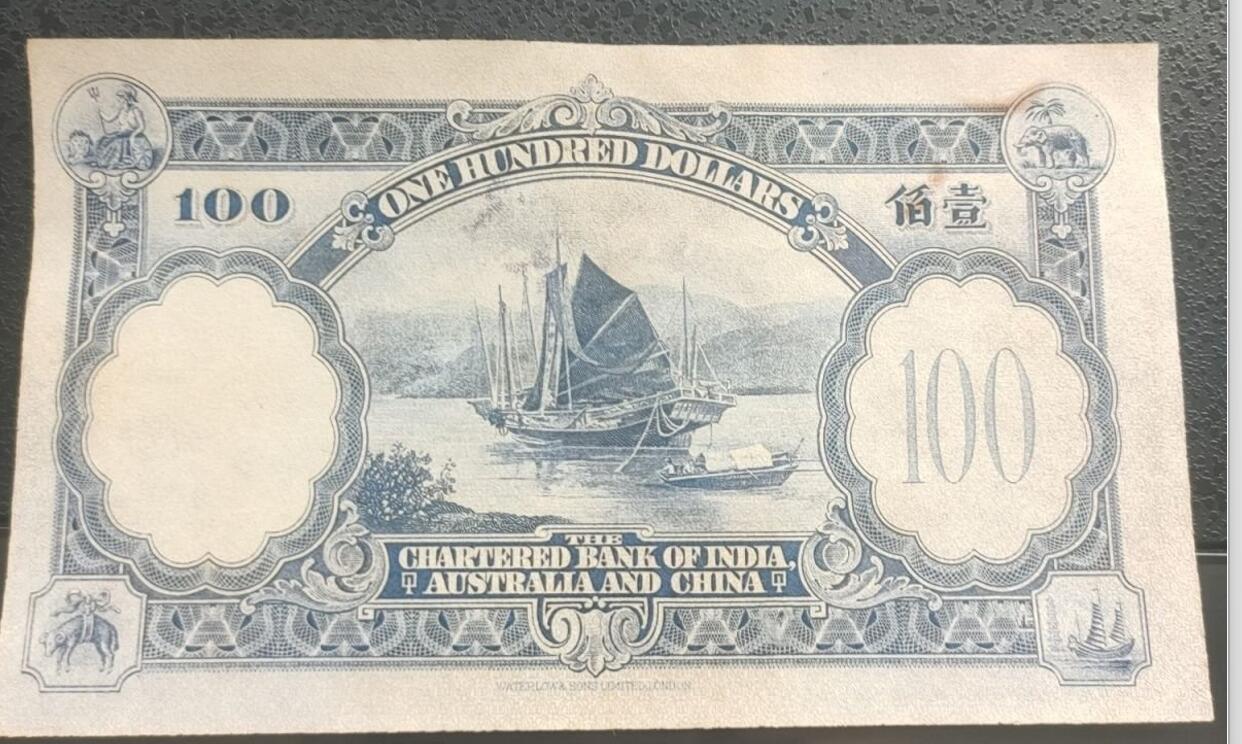 ONE HUNDRED DOLLARS
100
佰壹
100
THE
CHARTERED BANK OF INDIA,
AUSTRALIA AND CHINA
WATERLOW & SONS LIMITED, LONDON